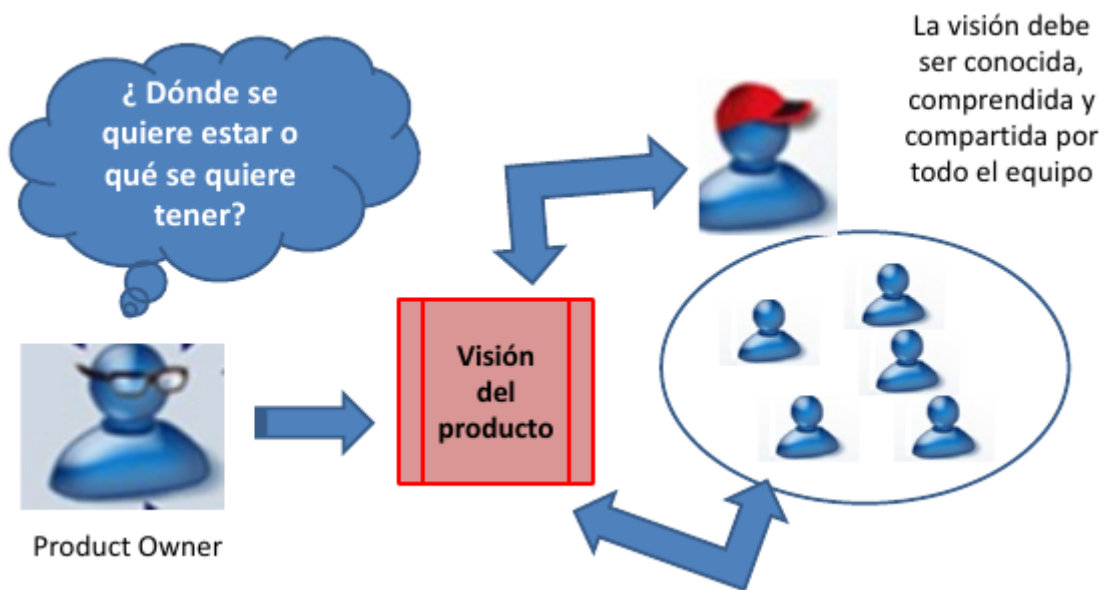 ¿ Dónde se
quiere estar o
qué se quiere
tener?
La visión debe
ser conocida,
comprendida y
compartida por
todo el equipo
Visión
del
producto
Product Owner